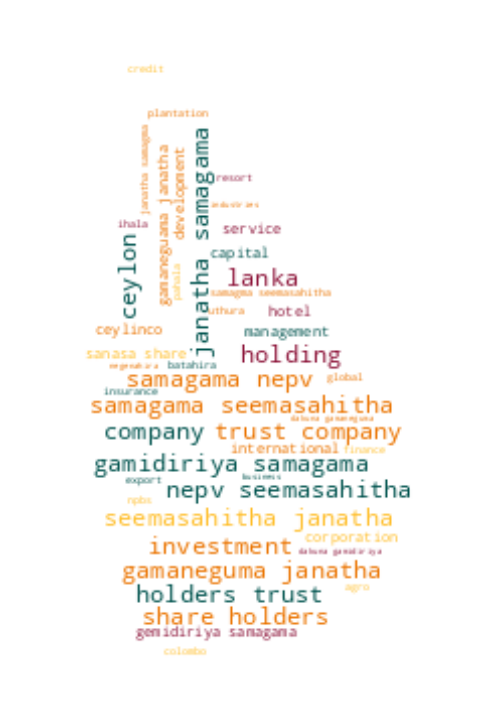 credit
plantation
janatha samagma
gamaneguma janatha
development
janatha samagama
resort
industries
ihala
service
ceylon
capital
pahala
lanka
samagma seemasahitha
uthura
hotel
ceylinco
management
sanasa share
holding
negenahira
batahira
samagama nepv
global
insurance
samagama seemasahitha
dakuna gamaneguma
company
trust company
international
finance
gamidiriya samagama
export
business
nepv seemasahitha
npbs
seemasahitha janatha
corporation
investment
dakuna gamidiriya
gamaneguma janatha
agro
holders trust
share holders
gemidiriya samagama
colombo